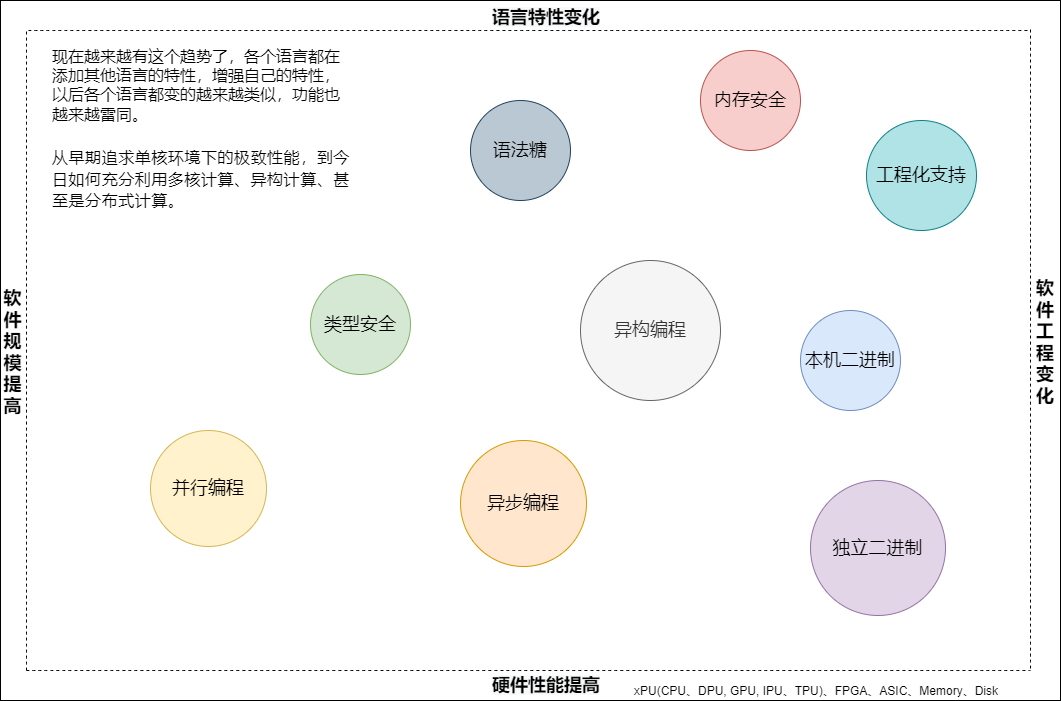 语言特性变化
现在越来越有这个趋势了，各个语言都在
添加其他语言的特性，增强自己的特性，
以后各个语言都变的越来越类似，功能也
越来越雷同。
从早期追求单核环境下的极致性能，到今
日如何充分利用多核计算、异构计算、甚
至是分布式计算。
内存安全
语法糖
工程化支持
软件规模提高
类型安全
异构编程
本机二进制
软件工程变化
并行编程
异步编程
独立二进制
硬件性能提高
xPU(CPU、DPU, GPU, IPU、TPU)、FPGA、ASIC、Memory、Disk